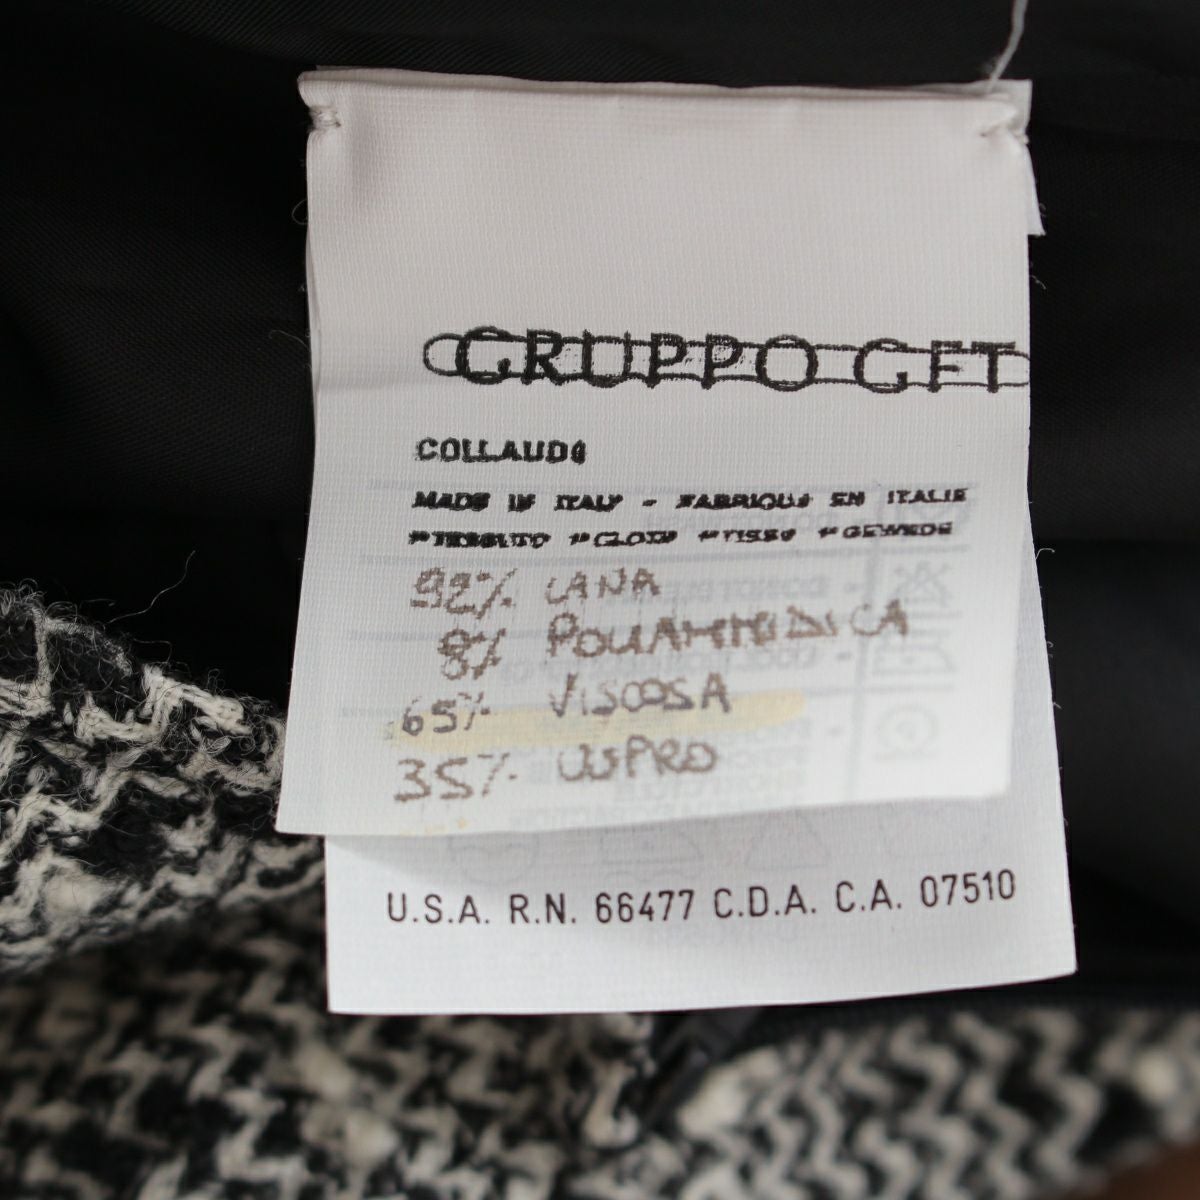 GRUPPO GFT
COLLAUDO
MADE IN ITALY - FABRIQUE EN ITALIE
*TESSUTO *CLOTH *TISSU *GEWEBE
92% LANA
8% POLIAMMIDICA
65% VISCOSA
35% CUPRO
U.S.A. R.N. 66477 C.D.A. C.A. 07510